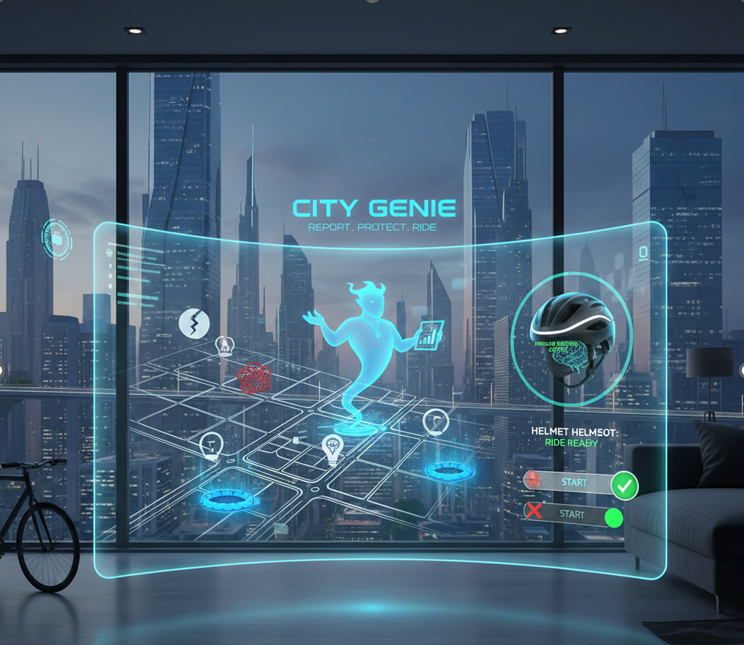 CITY GENIE
REPORT. PROTECT. RIDE
HELMET HELMSOT:
RIDE READY
START
START